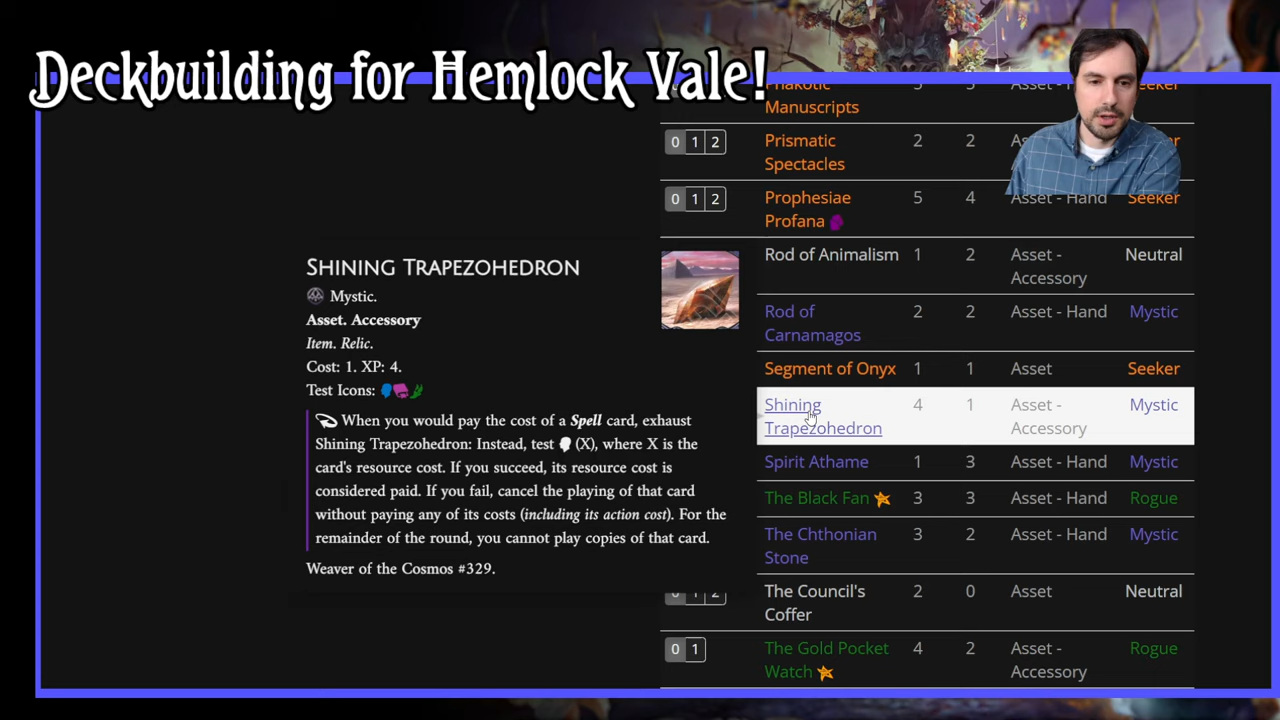 Deckbuilding for Hemlock Vale!
Manuscripts
0 1 2 Prismatic Spectacles 2 2
0 1 2 Prophesiae Profana 5 4 Asset - Hand Seeker
Rod of Animalism 1 2 Asset - Accessory Neutral
Rod of Carnamagos 2 2 Asset - Hand Mystic
Segment of Onyx 1 1 Asset Seeker
Shining Trapezohedron 4 1 Asset - Accessory Mystic
Spirit Athame 1 3 Asset - Hand Mystic
The Black Fan 3 3 Asset - Hand Rogue
The Chthonian Stone 3 2 Asset - Hand Mystic
The Council's Coffer 2 0 Asset Neutral
0 1 The Gold Pocket Watch 4 2 Asset - Accessory Rogue
Shining Trapezohedron
Mystic.
Asset. Accessory
Item. Relic.
Cost: 1. XP: 4.
Test Icons:
When you would pay the cost of a Spell card, exhaust
Shining Trapezohedron: Instead, test (X), where X is the
card's resource cost. If you succeed, its resource cost is
considered paid. If you fail, cancel the playing of that card
without paying any of its costs (including its action cost). For the
remainder of the round, you cannot play copies of that card.
Weaver of the Cosmos #329.